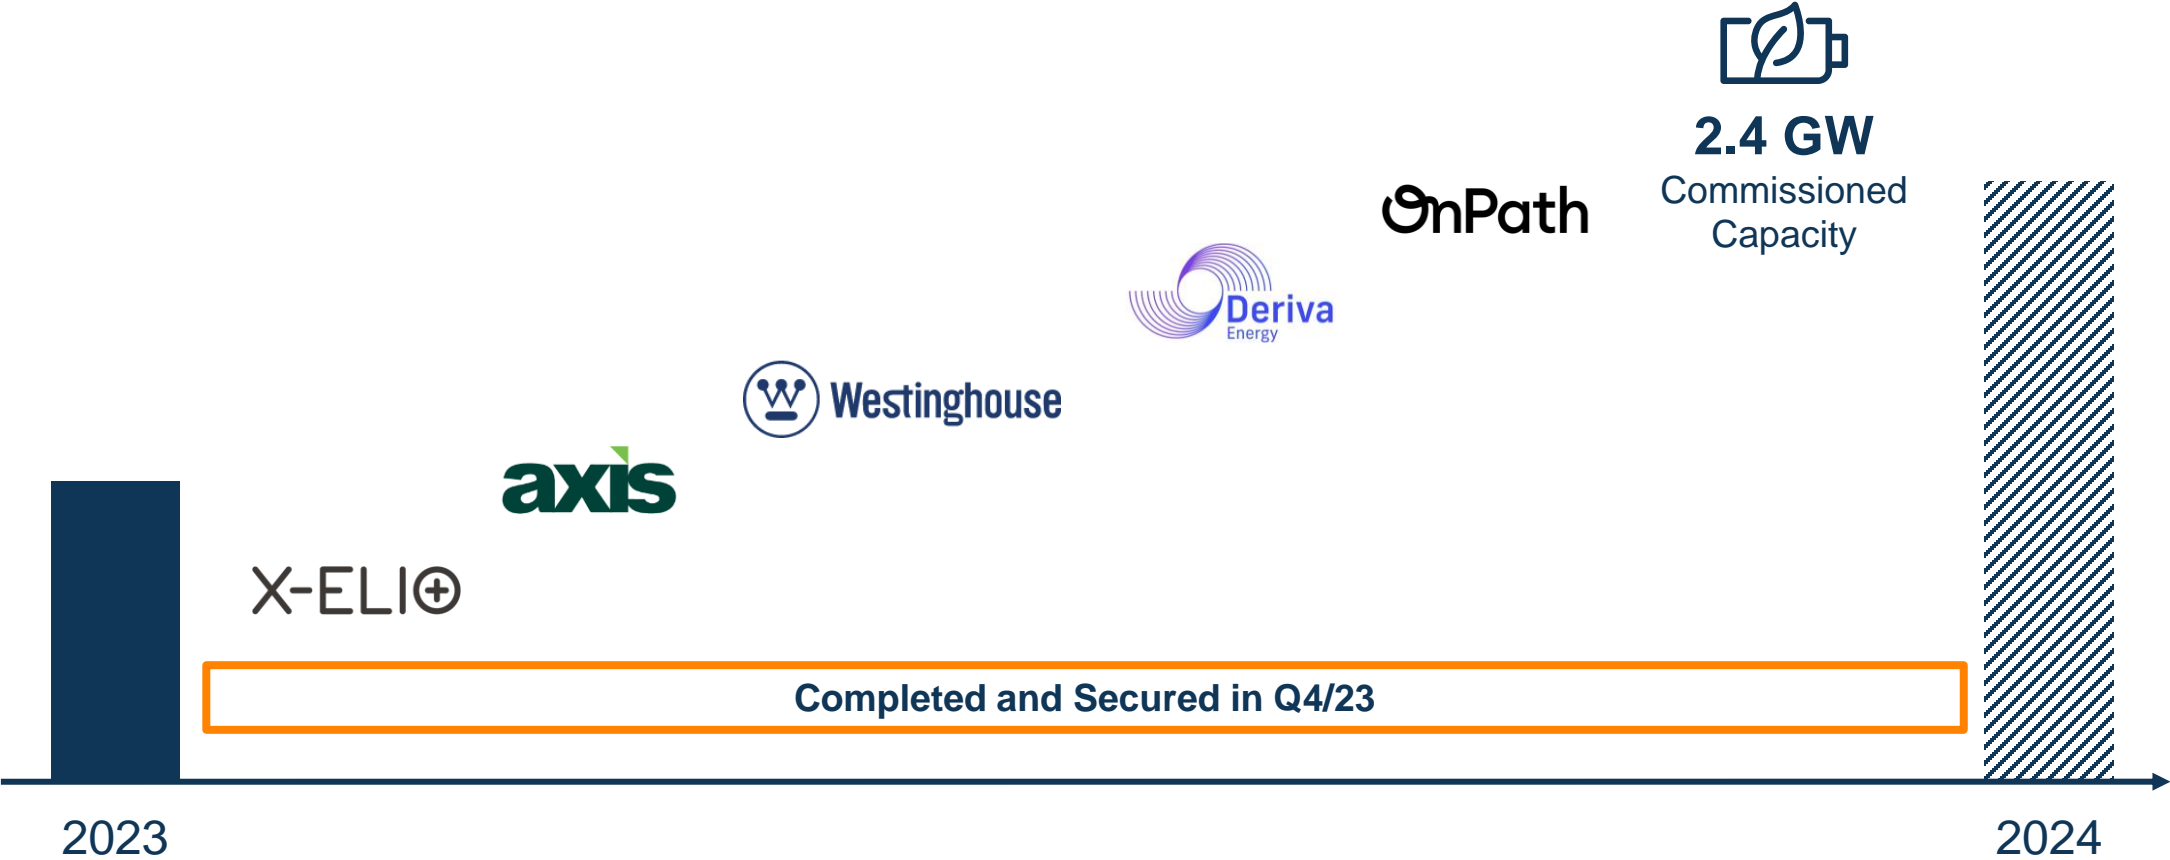 2.4 GW
Commissioned
Capacity
OnPath
Deriva
Energy
Westinghouse
axis
X-ELIO
Completed and Secured in Q4/23
2023
2024